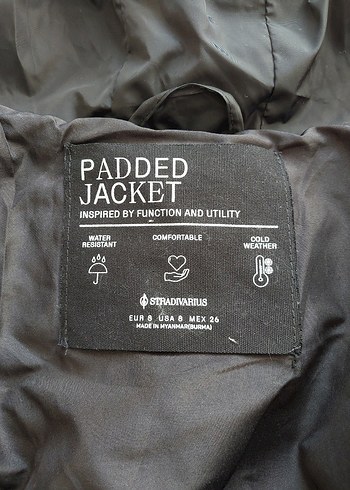 PADDED
JACKET
INSPIRED BY FUNCTION AND UTILITY
WATER RESISTANT
COMFORTABLE
COLD WEATHER
STRADIVARIUS
EUR S USA S MEX 26
MADE IN MYANMAR(BURMA)